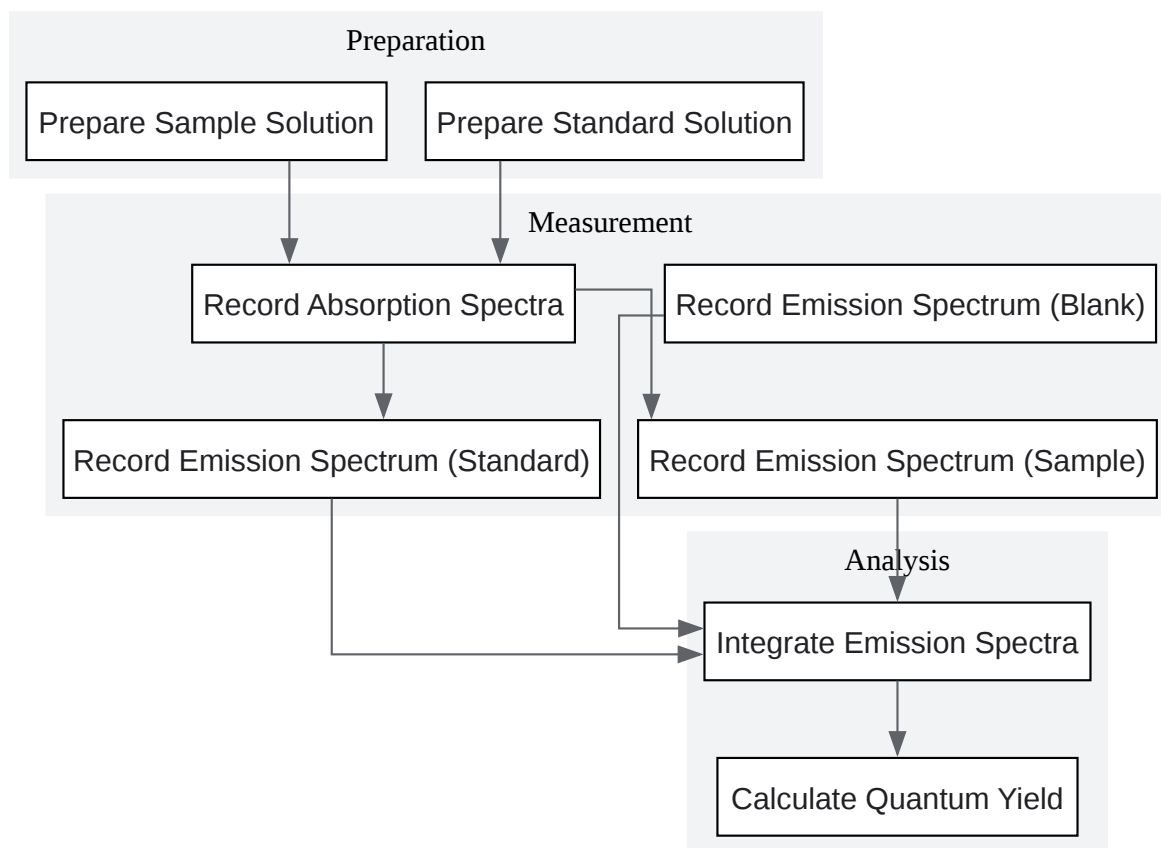 Preparation
Prepare Sample Solution
Prepare Standard Solution
Measurement
Record Absorption Spectra
Record Emission Spectrum (Blank)
Record Emission Spectrum (Standard)
Record Emission Spectrum (Sample)
Analysis
Integrate Emission Spectra
Calculate Quantum Yield